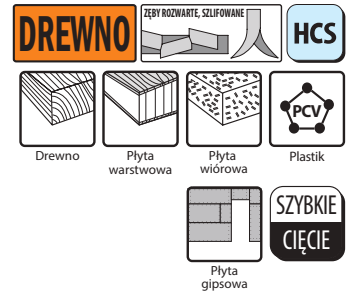 DREWNO
ZĘBY ROZWARTE, SZLIFOWANE
HCS
PCV
Drewno
Płyta
warstwowa
Płyta
wiórowa
Plastik
SZYBKIE
CIĘCIE
Płyta
gipsowa